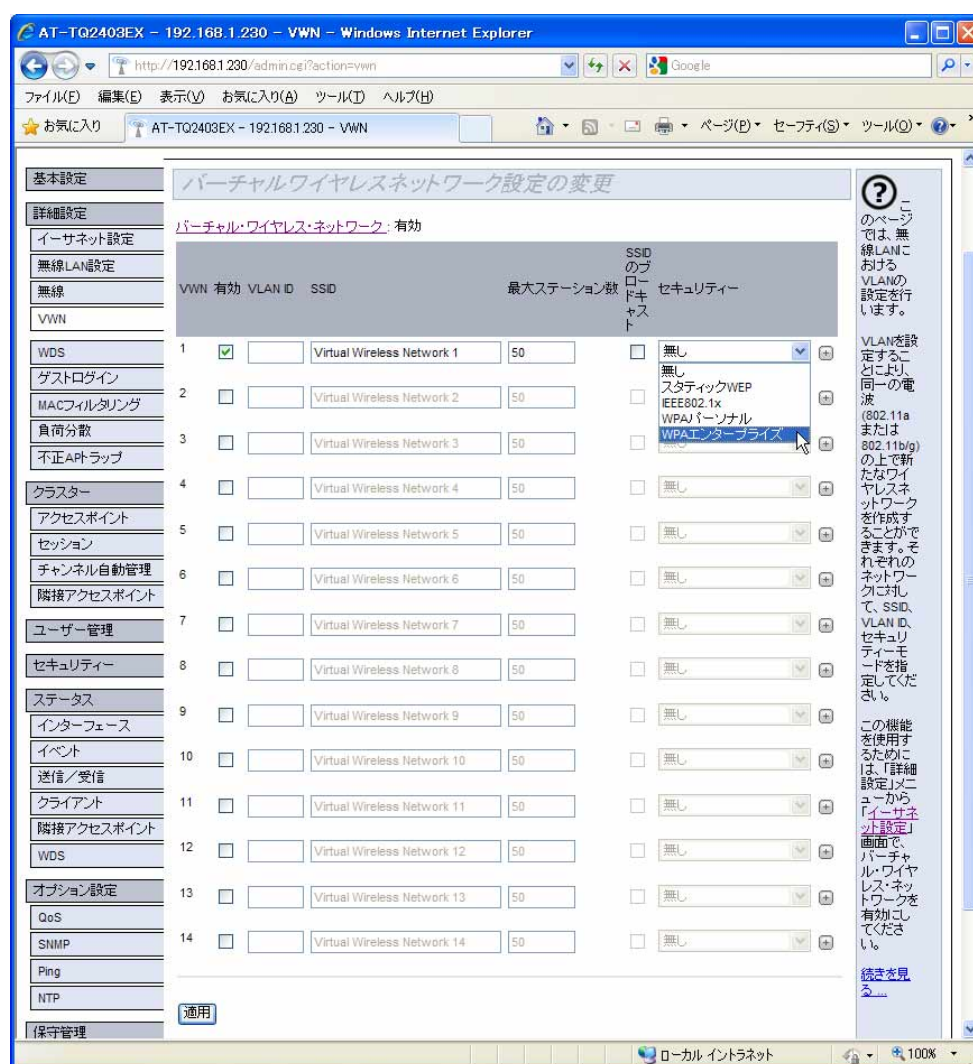 AT-TQ2403EX - 192.168.1.230 - VWN - Windows Internet Explorer
http://192.168.1.230/admin.cgi?action=vwn
Google
ファイル(F) 編集(E) 表示(V) お気に入り(A) ツール(T) ヘルプ(H)
お気に入り
AT-TQ2403EX - 192.168.1.230 - VWN
ページ(P) セーフティ(S) ツール(O)
基本設定
詳細設定
イーサネット設定
無線LAN設定
無線
VWN
WDS
ゲストログイン
MACフィルタリング
負荷分散
不正APトラップ
クラスター
アクセスポイント
セッション
チャンネル自動管理
隣接アクセスポイント
ユーザー管理
セキュリティー
ステータス
インターフェース
イベント
送信／受信
クライアント
隣接アクセスポイント
WDS
オプション設定
QoS
SNMP
Ping
NTP
保守管理
バーチャルワイヤレスネットワーク設定の変更
バーチャル・ワイヤレス・ネットワーク : 有効
VWN 有効 VLAN ID SSID 最大ステーション数 SSIDのブロードキャスト セキュリティー
1 Virtual Wireless Network 1 50 無し
無し
スタティックWEP
IEEE802.1x
WPAパーソナル
WPAエンタープライズ
2 Virtual Wireless Network 2 50
3 Virtual Wireless Network 3 50 無し
4 Virtual Wireless Network 4 50 無し
5 Virtual Wireless Network 5 50 無し
6 Virtual Wireless Network 6 50 無し
7 Virtual Wireless Network 7 50 無し
8 Virtual Wireless Network 8 50 無し
9 Virtual Wireless Network 9 50 無し
10 Virtual Wireless Network 10 50 無し
11 Virtual Wireless Network 11 50 無し
12 Virtual Wireless Network 12 50 無し
13 Virtual Wireless Network 13 50 無し
14 Virtual Wireless Network 14 50 無し
適用
?
こ
のページ
では、無
線LANに
おける
VLANの
設定を行
います。
VLANを設
定するこ
とにより、
同一の電
波
(802.11a
または
802.11b/g)
の上で新
たなワイ
ヤレスネ
ットワーク
を作成す
ることがで
きます。そ
れぞれの
ネットワー
クに対し
て、SSID、
VLAN ID、
セキュリ
ティーモ
ードを指
定してくだ
さい。
この機能
を使用す
るために
は、「詳細
設定」メニ
ューから
「イーサネ
ット設定」
画面で、
バーチャ
ル・ワイヤ
レス・ネッ
トワークを
有効にし
てくださ
い。
続きを見
る ...
ローカル イントラネット
100%